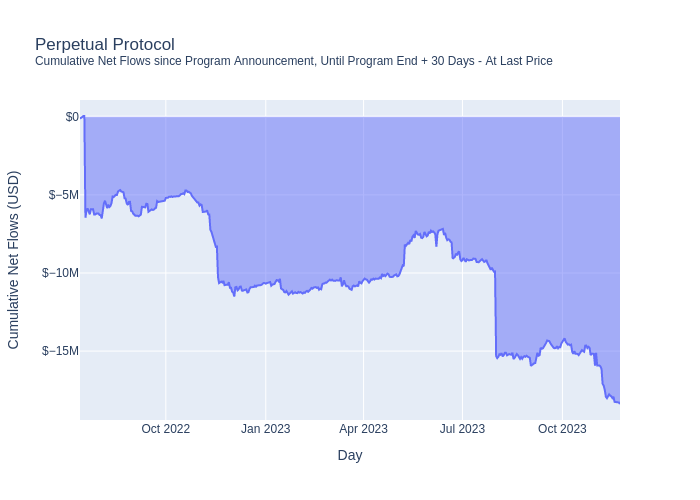 Perpetual Protocol
Cumulative Net Flows since Program Announcement, Until Program End + 30 Days - At Last Price
Cumulative Net Flows (USD)
$0
$−5M
$−10M
$−15M
Oct 2022
Jan 2023
Apr 2023
Jul 2023
Oct 2023
Day